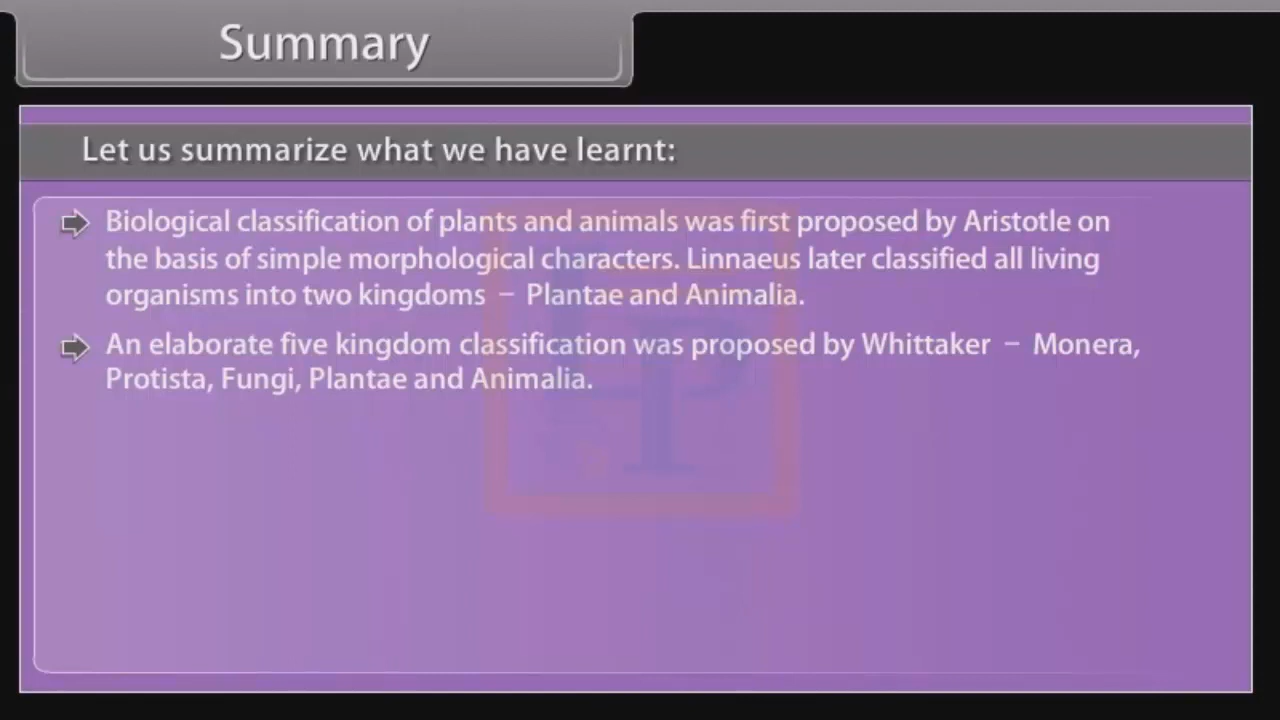 Summary
Let us summarize what we have learnt:
Biological classification of plants and animals was first proposed by Aristotle on
the basis of simple morphological characters. Linnaeus later classified all living
organisms into two kingdoms – Plantae and Animalia.
An elaborate five kingdom classification was proposed by Whittaker – Monera,
Protista, Fungi, Plantae and Animalia.